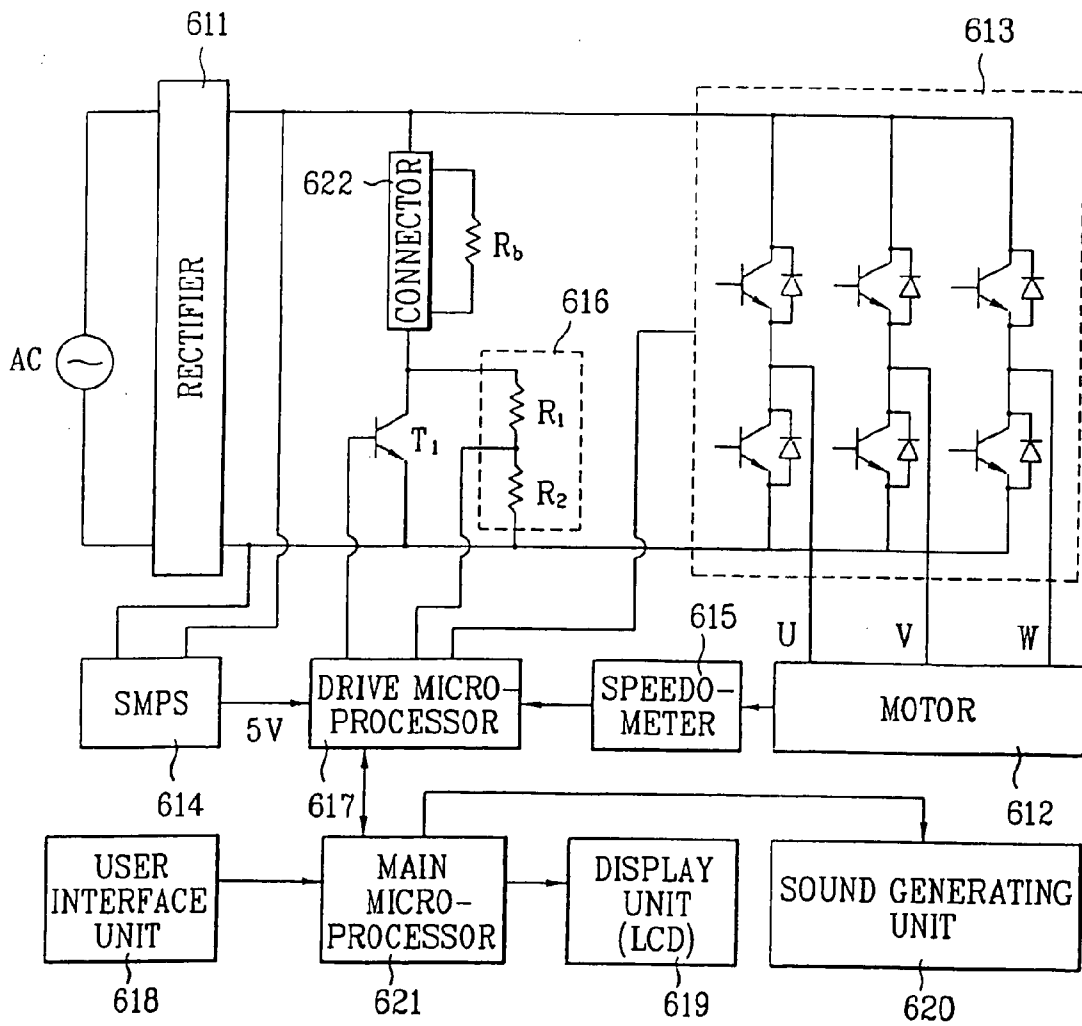 611
613
622
CONNECTOR
Rb
616
RECTIFIER
AC
R1
T1
R2
615
U
V
W
SMPS
5V
DRIVE MICRO-
PROCESSOR
SPEEDO-
METER
MOTOR
614
617
612
USER
INTERFACE
UNIT
MAIN
MICRO-
PROCESSOR
DISPLAY
UNIT
(LCD)
SOUND GENERATING
UNIT
618
621
619
620